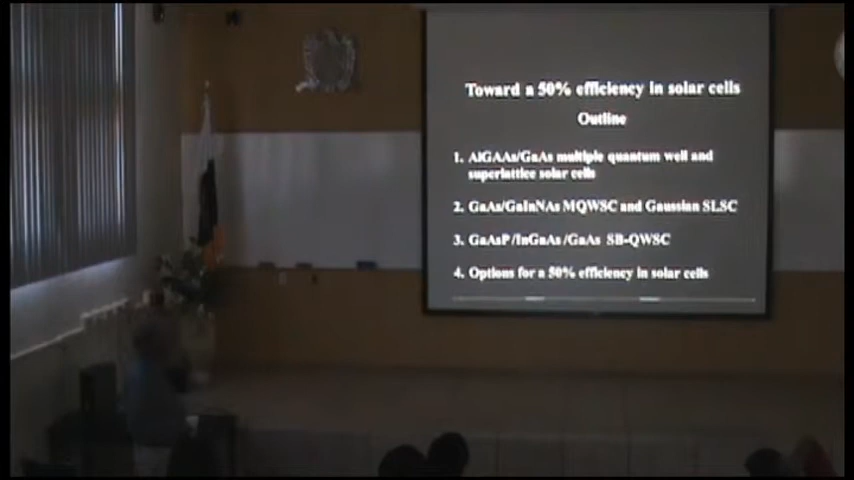 Toward a 50% efficiency in solar cells
Outline
1. AlGAAs/GaAs multiple quantum well and
superlattice solar cells
2. GaAs/GaInNAs MQWSC and Gaussian SLSC
3. GaAsP/InGaAs/GaAs SB-QWSC
4. Options for a 50% efficiency in solar cells